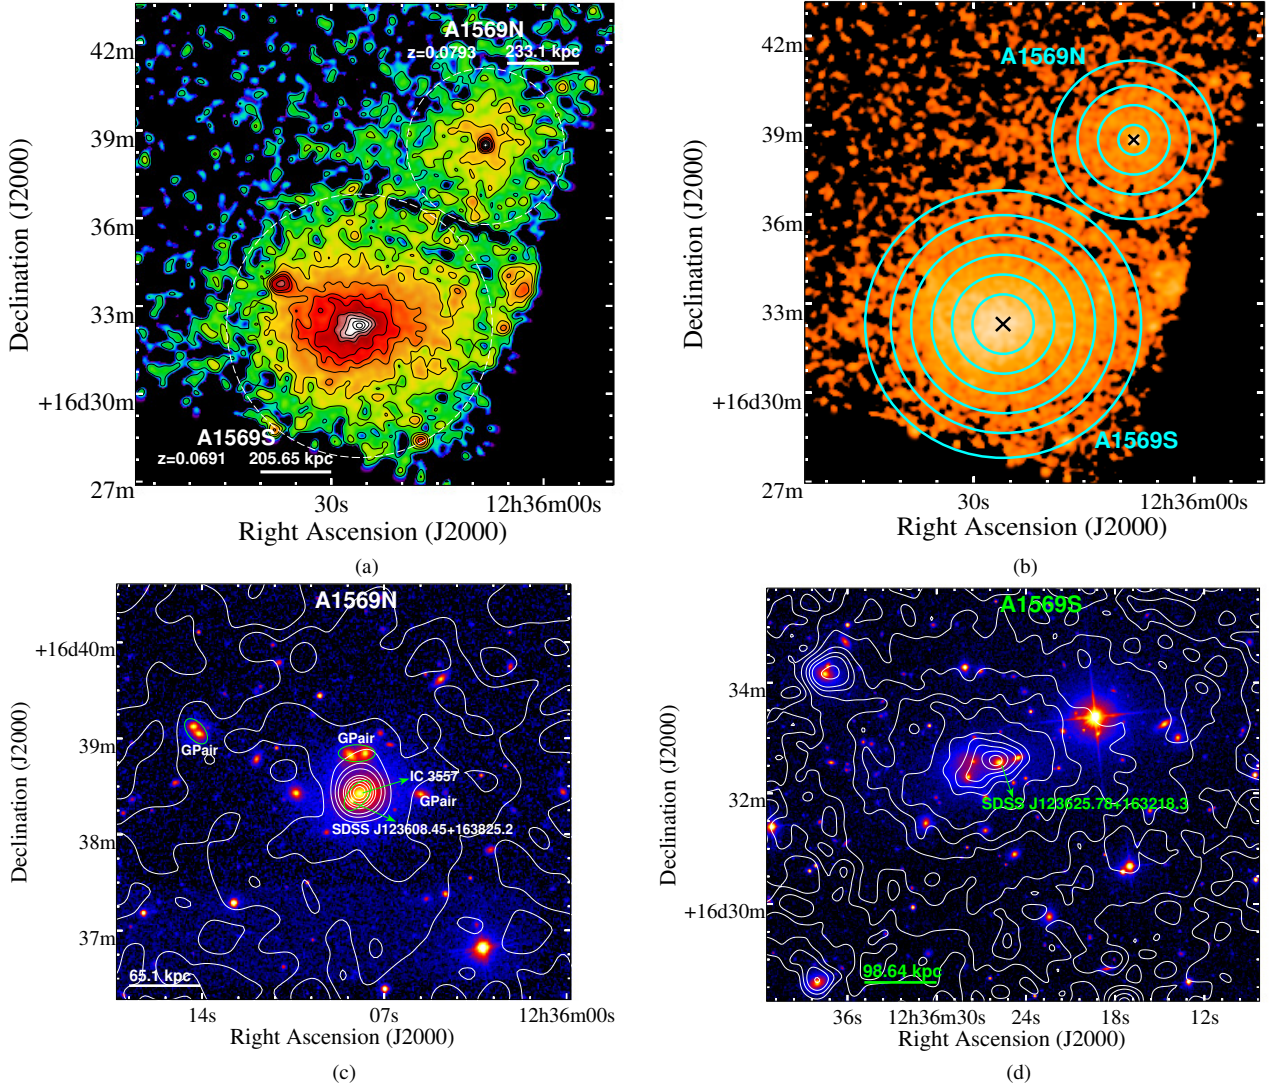 A1569N
z=0.0793 233.1 kpc
42m
39m
36m
33m
+16d30m
27m
Declination (J2000)
A1569S
z=0.0691 205.65 kpc
30s 12h36m00s
Right Ascension (J2000)
(a)
A1569N
42m
39m
36m
33m
+16d30m
27m
Declination (J2000)
A1569S
30s 12h36m00s
Right Ascension (J2000)
(b)
A1569N
+16d40m
39m
38m
37m
Declination (J2000)
GPair
GPair
IC 3557
GPair
SDSS J123608.45+163825.2
65.1 kpc
14s 07s 12h36m00s
Right Ascension (J2000)
(c)
A1569S
34m
32m
+16d30m
Declination (J2000)
SDSS J123625.78+163218.3
98.64 kpc
36s 12h36m30s 24s 18s 12s
Right Ascension (J2000)
(d)